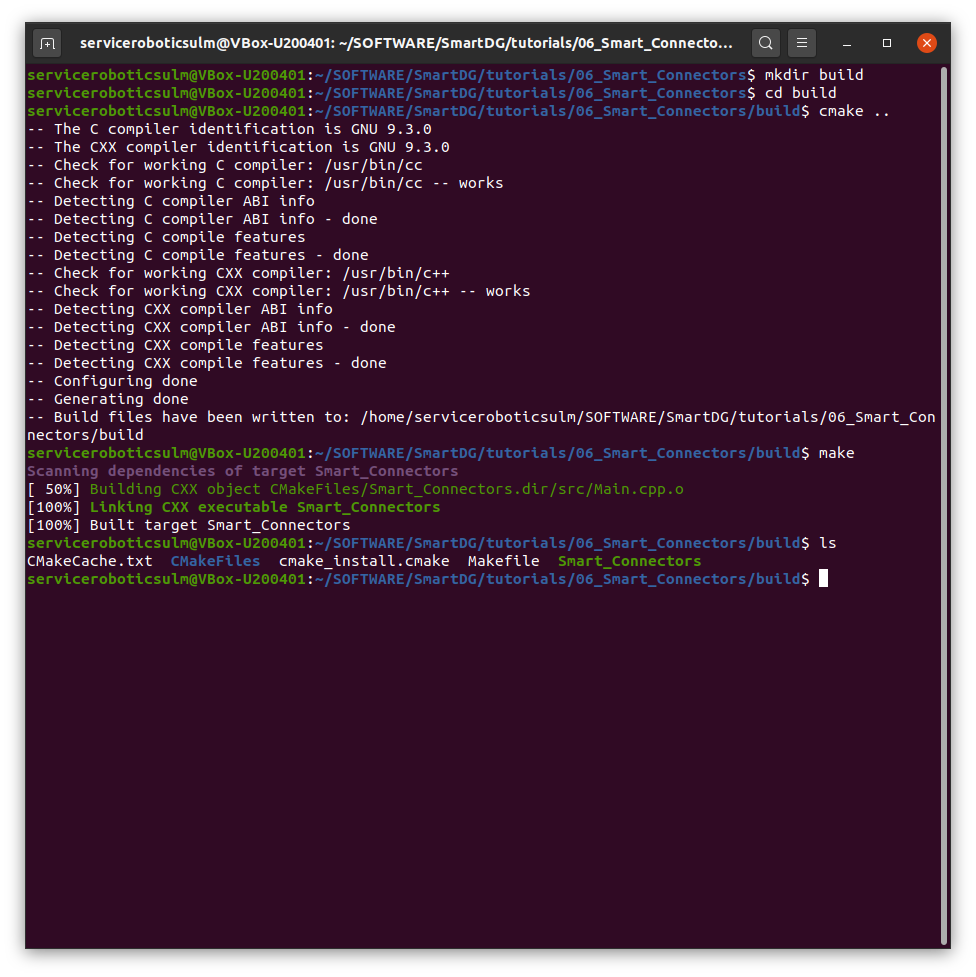 serviceroboticsulm@VBox-U200401: ~/SOFTWARE/SmartDG/tutorials/06_Smart_Connecto...
serviceroboticsulm@VBox-U200401:~/SOFTWARE/SmartDG/tutorials/06_Smart_Connectors$ mkdir build
serviceroboticsulm@VBox-U200401:~/SOFTWARE/SmartDG/tutorials/06_Smart_Connectors$ cd build
serviceroboticsulm@VBox-U200401:~/SOFTWARE/SmartDG/tutorials/06_Smart_Connectors/build$ cmake ..
-- The C compiler identification is GNU 9.3.0
-- The CXX compiler identification is GNU 9.3.0
-- Check for working C compiler: /usr/bin/cc
-- Check for working C compiler: /usr/bin/cc -- works
-- Detecting C compiler ABI info
-- Detecting C compiler ABI info - done
-- Detecting C compile features
-- Detecting C compile features - done
-- Check for working CXX compiler: /usr/bin/c++
-- Check for working CXX compiler: /usr/bin/c++ -- works
-- Detecting CXX compiler ABI info
-- Detecting CXX compiler ABI info - done
-- Detecting CXX compile features
-- Detecting CXX compile features - done
-- Configuring done
-- Generating done
-- Build files have been written to: /home/serviceroboticsulm/SOFTWARE/SmartDG/tutorials/06_Smart_Con
nectors/build
serviceroboticsulm@VBox-U200401:~/SOFTWARE/SmartDG/tutorials/06_Smart_Connectors/build$ make
Scanning dependencies of target Smart_Connectors
[ 50%] Building CXX object CMakeFiles/Smart_Connectors.dir/src/Main.cpp.o
[100%] Linking CXX executable Smart_Connectors
[100%] Built target Smart_Connectors
serviceroboticsulm@VBox-U200401:~/SOFTWARE/SmartDG/tutorials/06_Smart_Connectors/build$ ls
CMakeCache.txt  CMakeFiles  cmake_install.cmake  Makefile  Smart_Connectors
serviceroboticsulm@VBox-U200401:~/SOFTWARE/SmartDG/tutorials/06_Smart_Connectors/build$